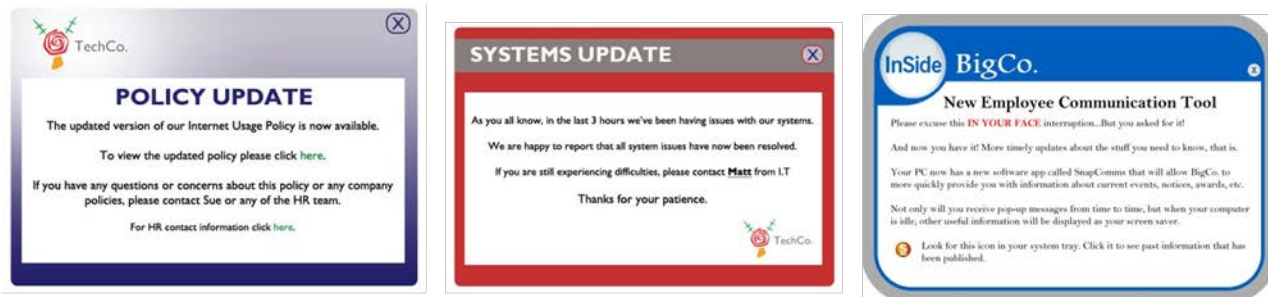 X
TechCo.
POLICY UPDATE
The updated version of our Internet Usage Policy is now available.
To view the updated policy please click here.
If you have any questions or concerns about this policy or any company
policies, please contact Sue or any of the HR team.
For HR contact information click here.
SYSTEMS UPDATE
X
As you all know, in the last 3 hours we've been having issues with our systems.
We are happy to report that all system issues have now been resolved.
If you are still experiencing difficulties, please contact Matt from I.T
Thanks for your patience.
TechCo.
InSide BigCo.
X
New Employee Communication Tool
Please excuse this IN YOUR FACE interruption...But you asked for it!
And now you have it! More timely updates about the stuff you need to know, that is.
Your PC now has a new software app called SnapComms that will allow BigCo. to
more quickly provide you with information about current events, notices, awards, etc.
Not only will you receive pop-up messages from time to time, but when your computer
is idle, other useful information will be displayed as your screen saver.
S
Look for this icon in your system tray. Click it to see past information that has
been published.